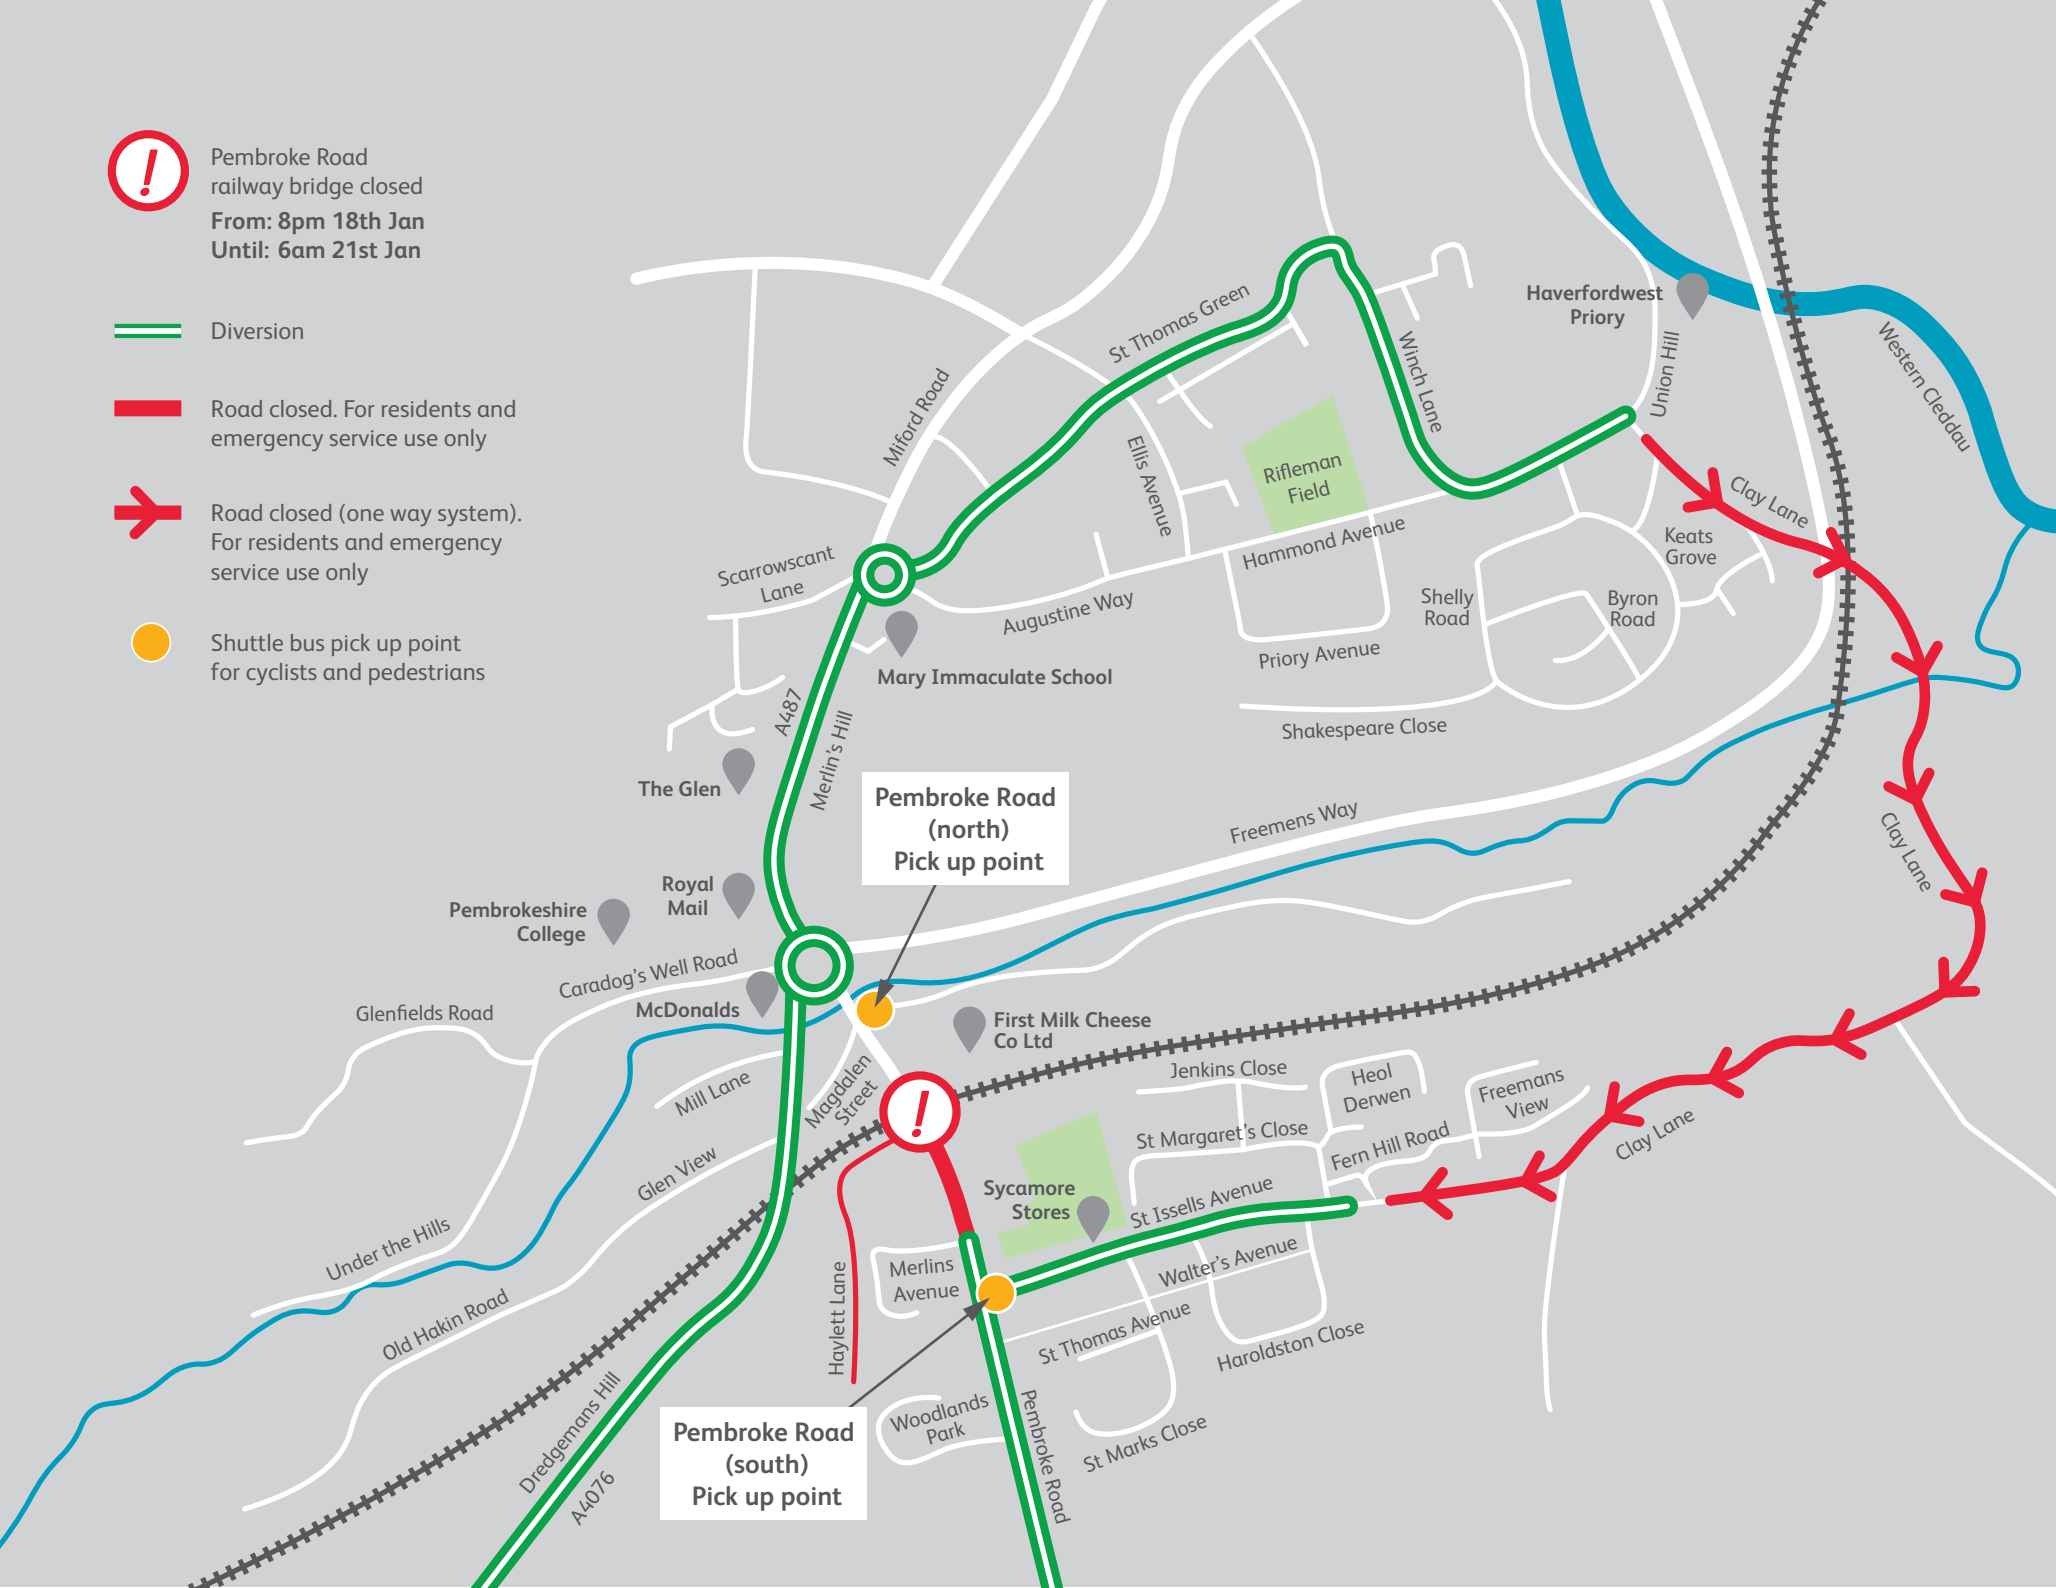 Pembroke Road
railway bridge closed
From: 8pm 18th Jan
Until: 6am 21st Jan
Diversion
Road closed. For residents and
emergency service use only
Road closed (one way system).
For residents and emergency
service use only
Shuttle bus pick up point
for cyclists and pedestrians
!
St Thomas Green
Winch Lane
Haverfordwest
Priory
Union Hill
Western Cleddau
Miford Road
Ellis Avenue
Rifleman
Field
Clay Lane
Hammond Avenue
Keats
Grove
Scarrowscant
Lane
Augustine Way
Shelly
Road
Byron
Road
Priory Avenue
Mary Immaculate School
Shakespeare Close
A487
Merlin's Hill
The Glen
Pembroke Road
(north)
Pick up point
Freemens Way
Clay Lane
Royal
Mail
Pembrokeshire
College
Caradog's Well Road
McDonalds
Glenfields Road
First Milk Cheese
Co Ltd
Mill Lane
Magdalen
Street
!
Jenkins Close
Heol
Derwen
Freemans
View
St Margaret's Close
Fern Hill Road
Clay Lane
Glen View
Sycamore
Stores
St Issells Avenue
Under the Hills
Merlins
Avenue
Walter's Avenue
Haylett Lane
Old Hakin Road
St Thomas Avenue
Haroldston Close
Dredgemans Hill
A4076
Woodlands
Park
Pembroke Road
St Marks Close
Pembroke Road
(south)
Pick up point